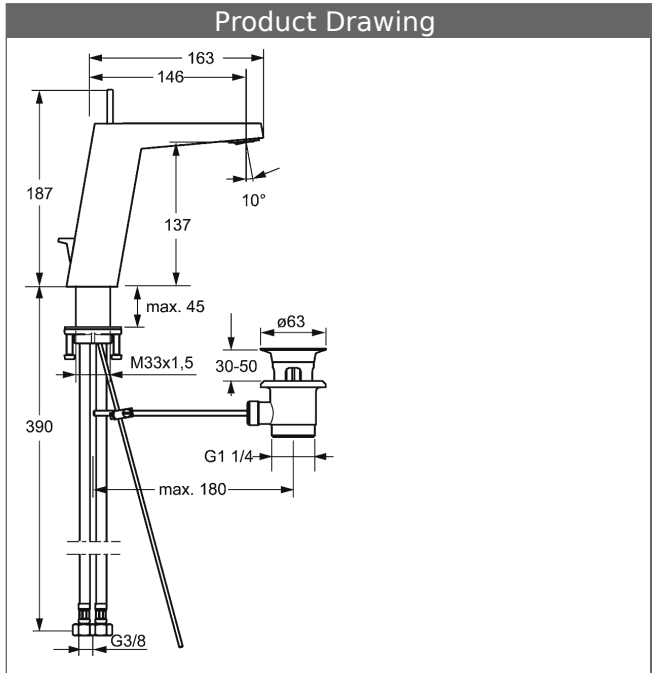 Product Drawing
163
146
187
10°
137
max. 45
ø63
M33x1,5
30-50
390
G1 1/4
max. 180
G3/8